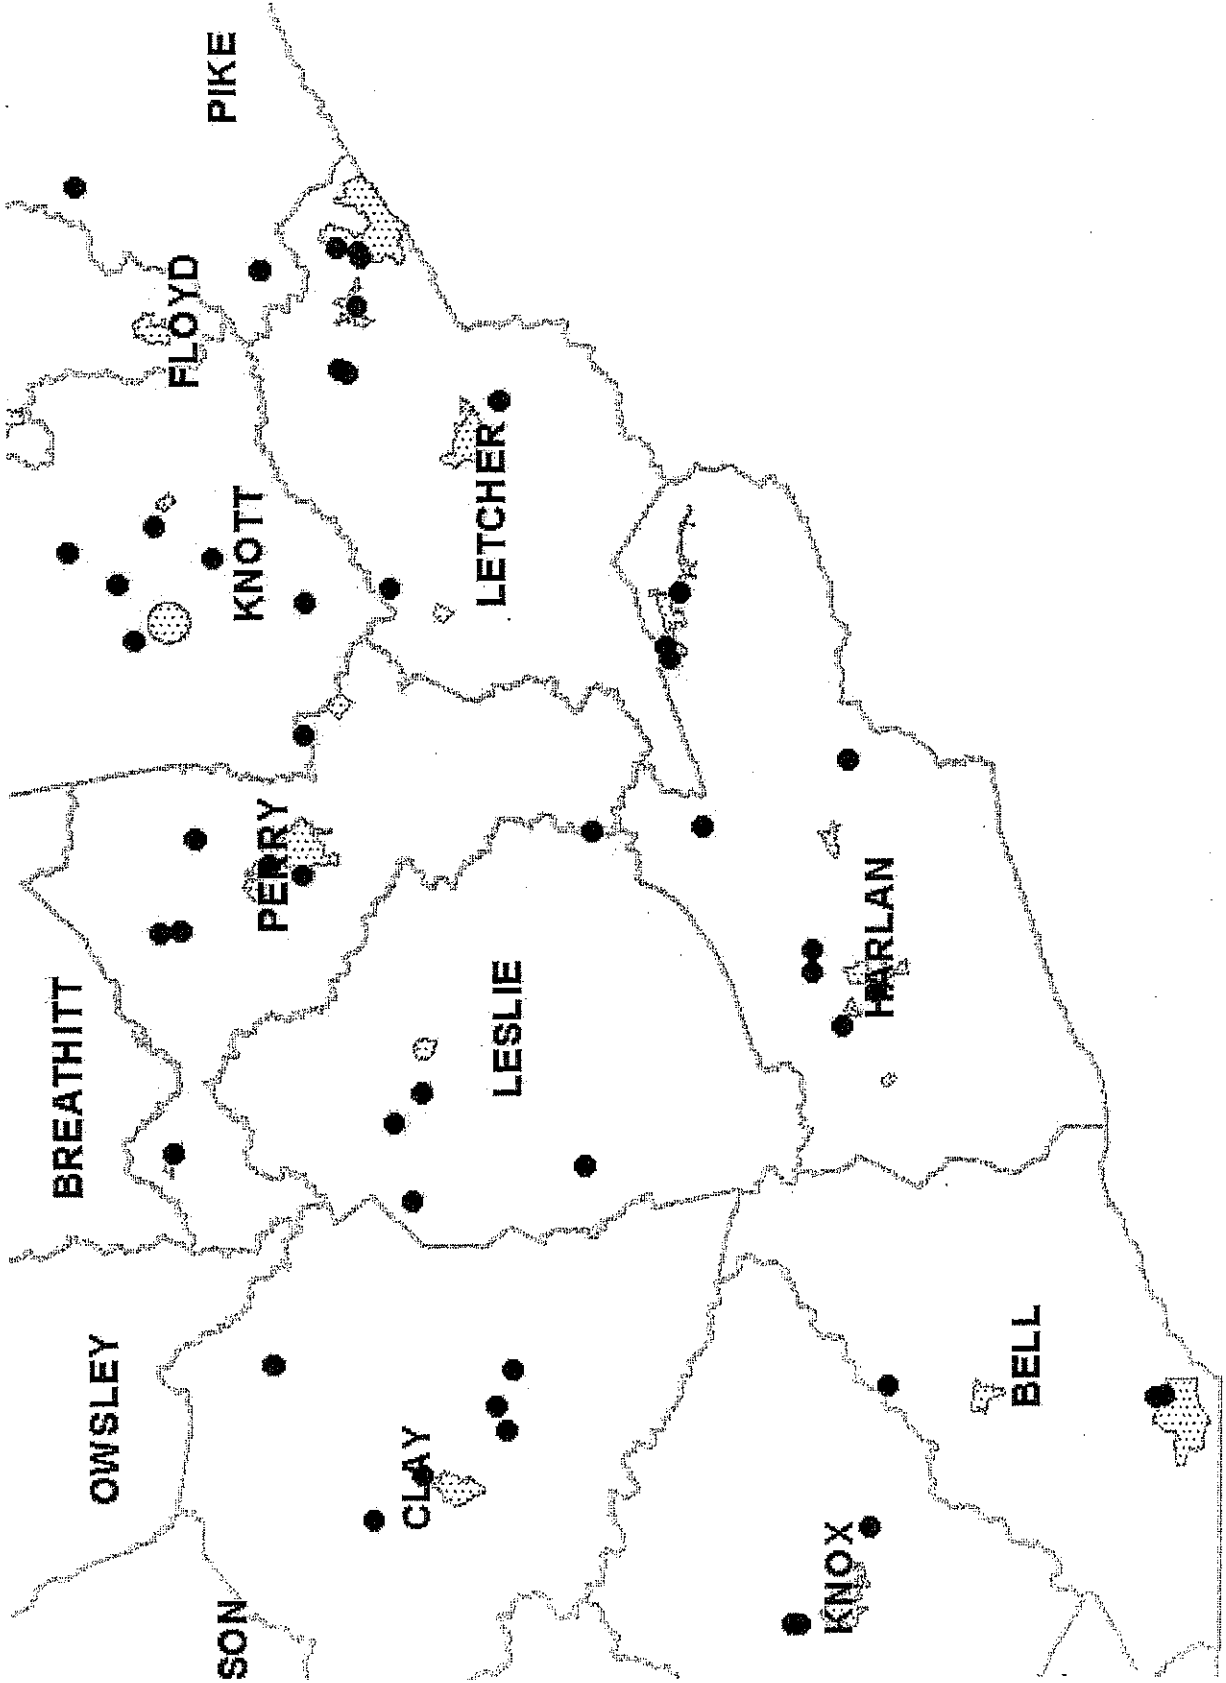 PIKE
FLOYD
KNOTT
LETCHER
PERRY
BREATHITT
LESLIE
HARLAN
OWSLEY
CLAY
BELL
KNOX
SON